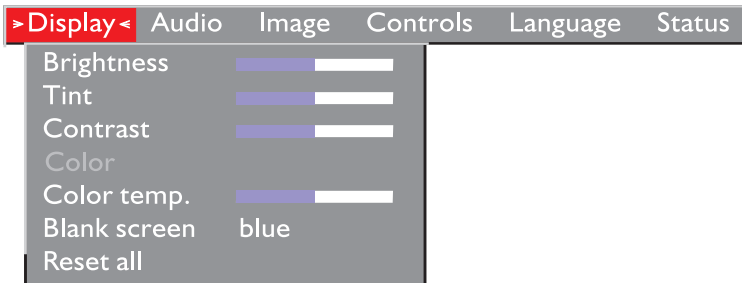 >Display< Audio Image Controls Language Status
Brightness
Tint
Contrast
Color
Color temp.
Blank screen blue
Reset all